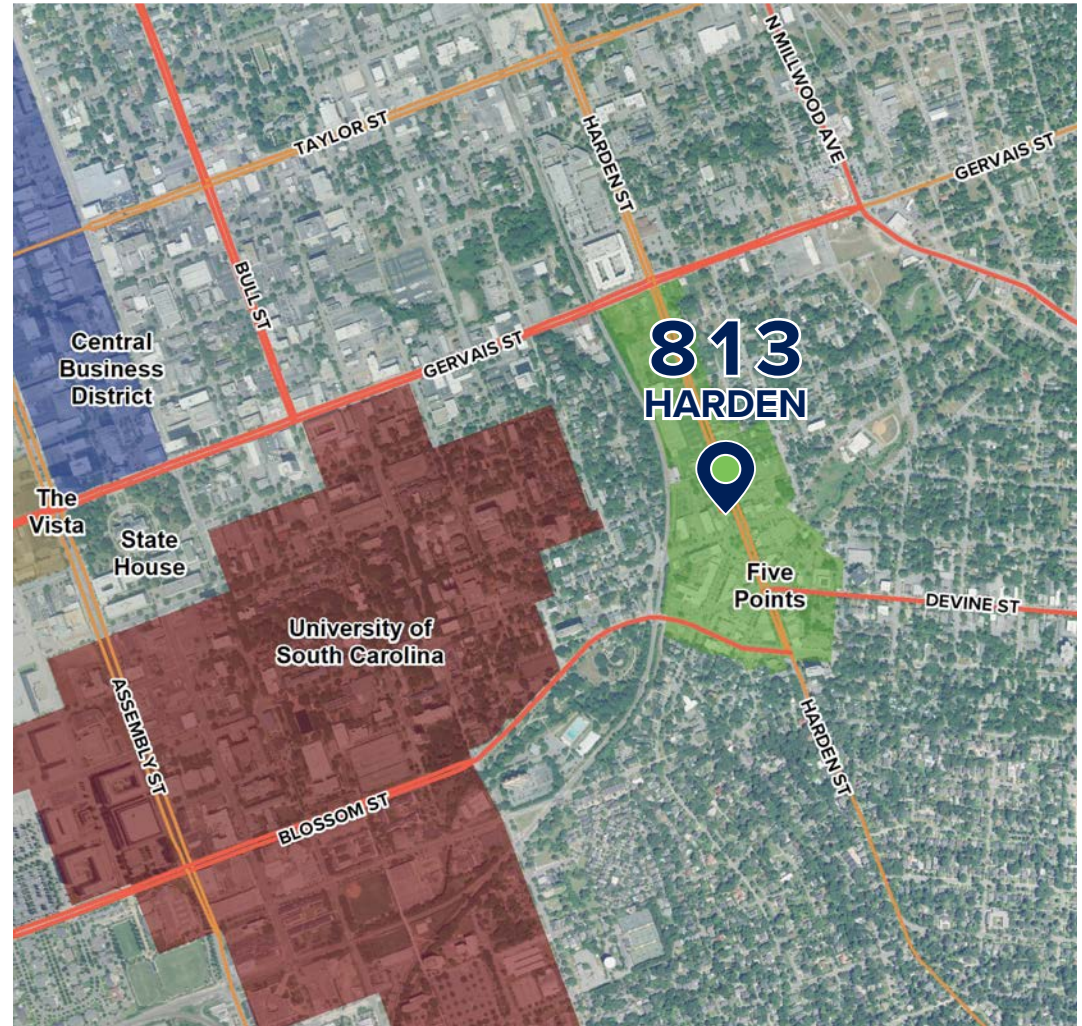 N MILLWOOD AVE
TAYLOR ST
HARDEN ST
GERVAIS ST
BULL ST
Central
Business
District
GERVAIS ST
813
HARDEN
The
Vista
State
House
Five
Points
DEVINE ST
University of
South Carolina
ASSEMBLY ST
HARDEN ST
BLOSSOM ST